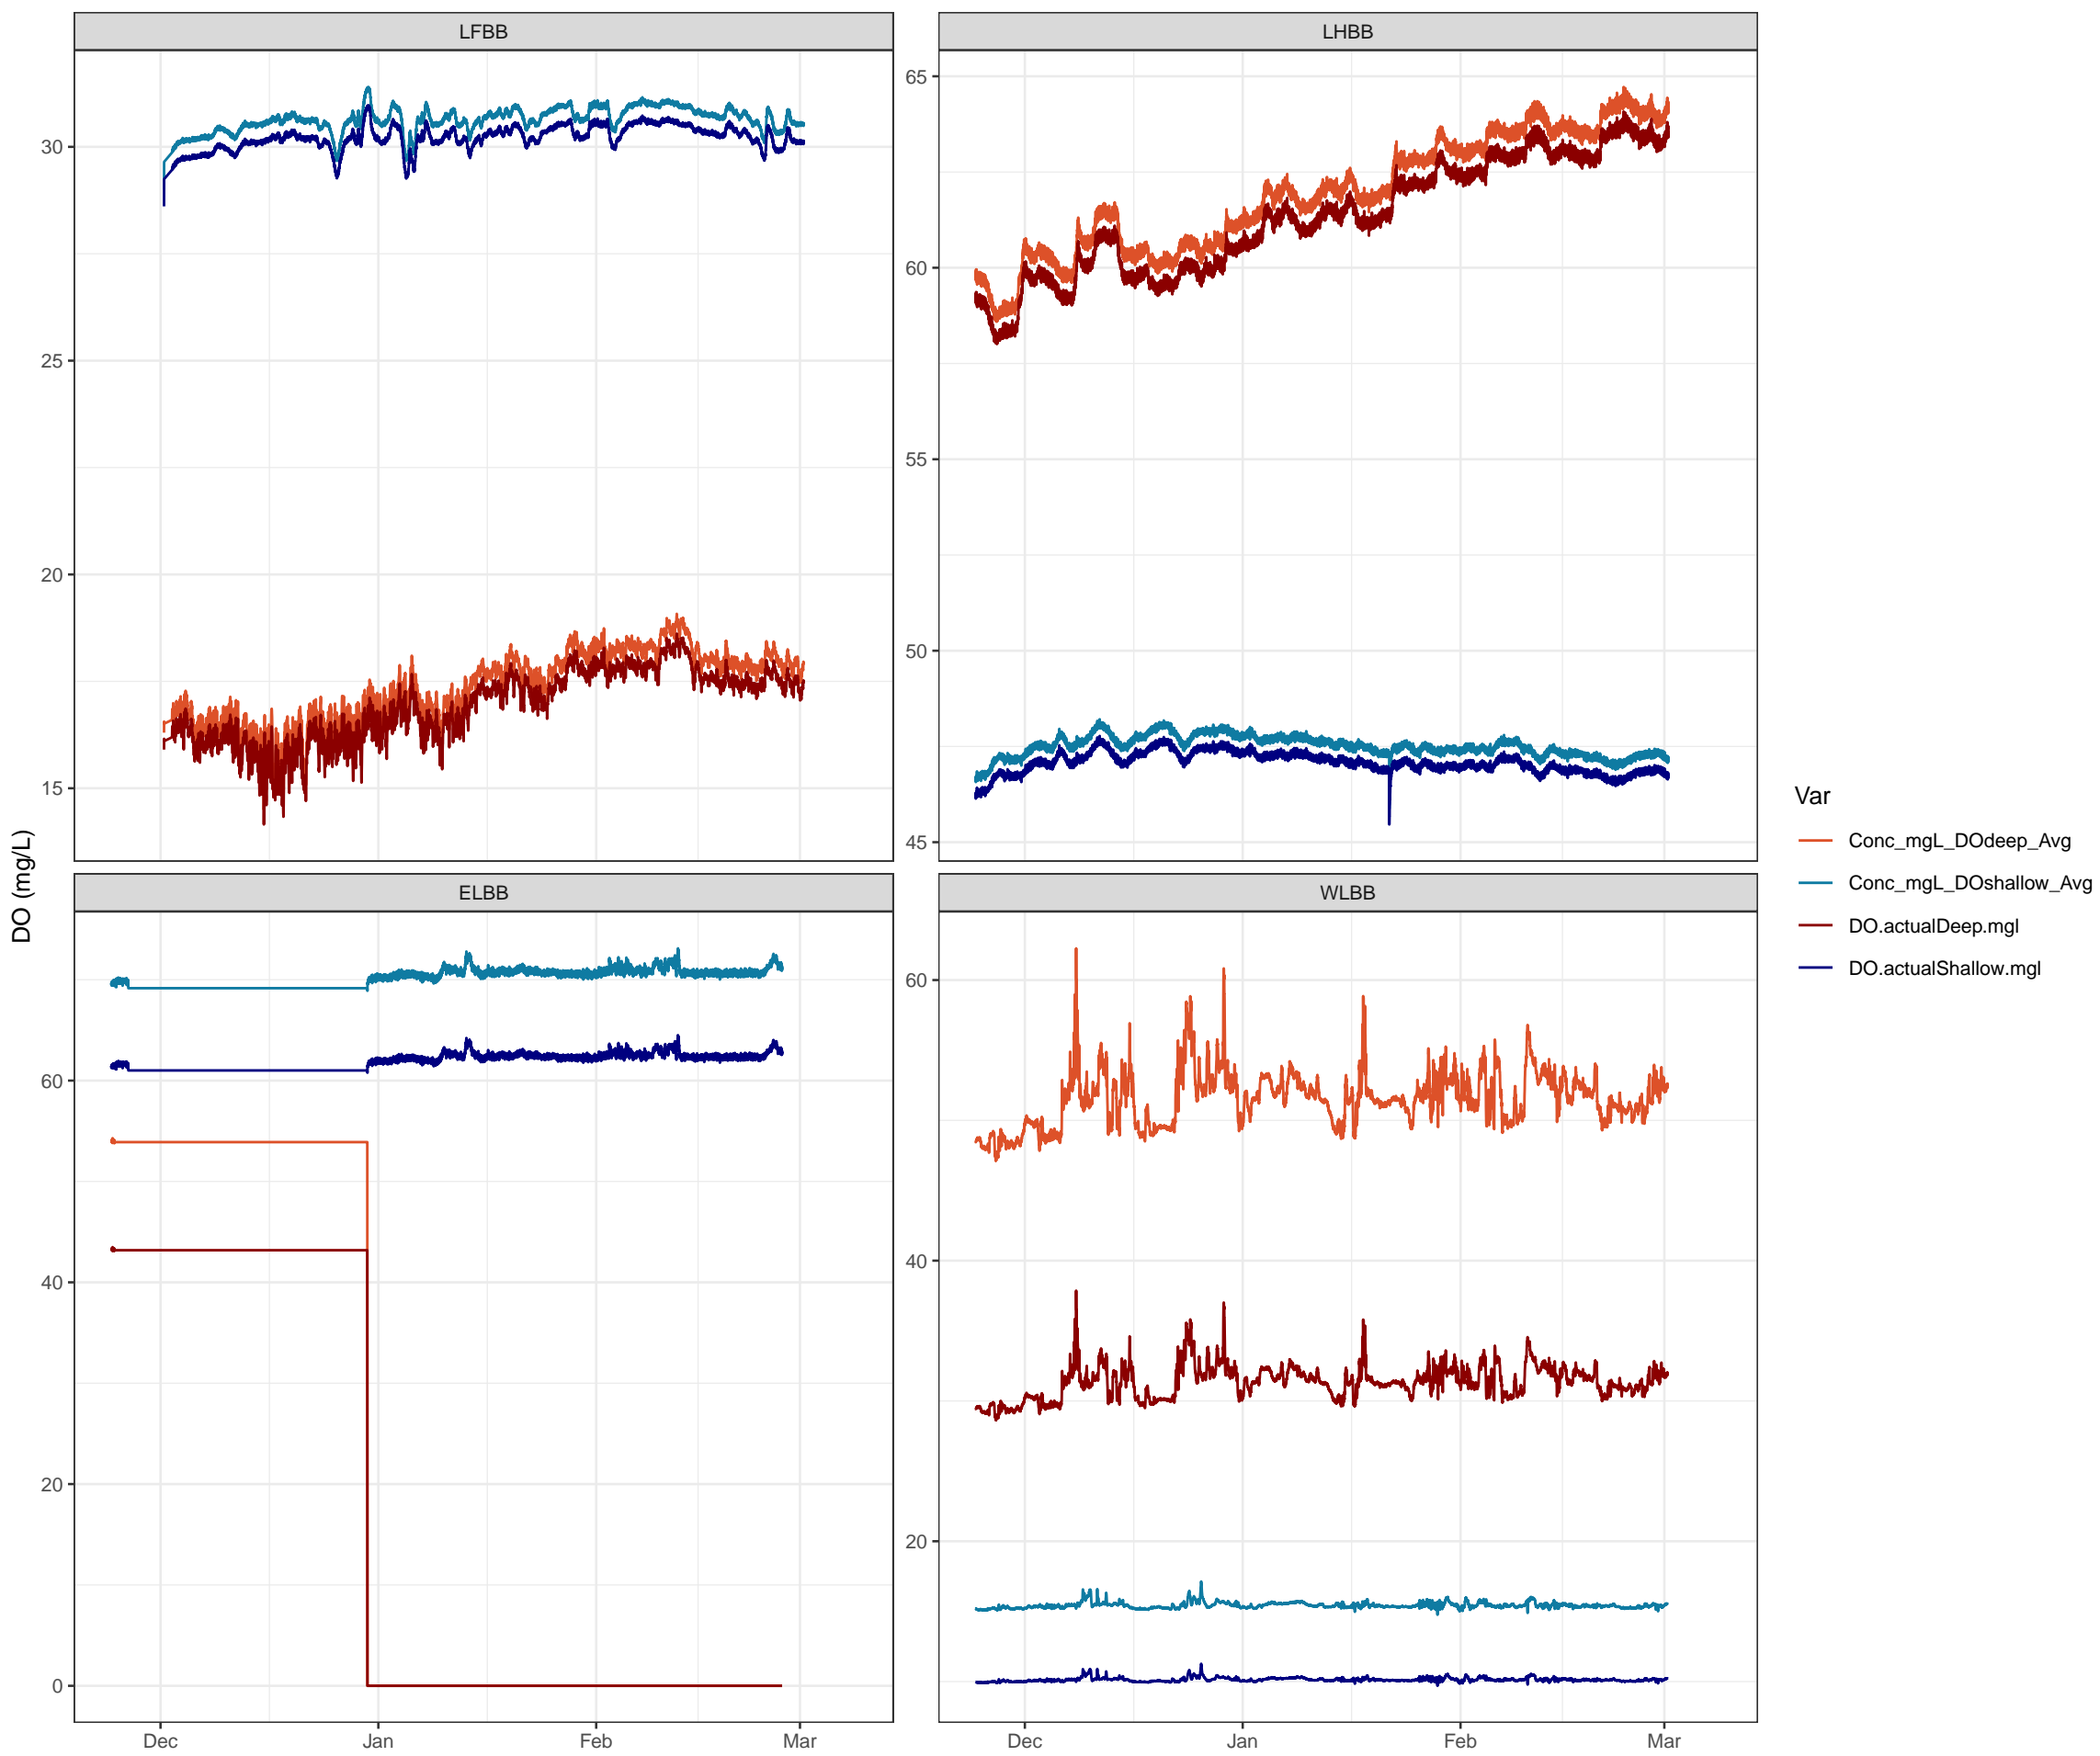 LFBB
LHBB
30
25
20
15
65
60
55
50
45
DO (mg/L)
ELBB
WLBB
60
40
20
0
60
40
20
Dec
Jan
Feb
Mar
Dec
Jan
Feb
Mar
Var
Conc_mgL_DOdeep_Avg
Conc_mgL_DOshallow_Avg
DO.actualDeep.mgl
DO.actualShallow.mgl